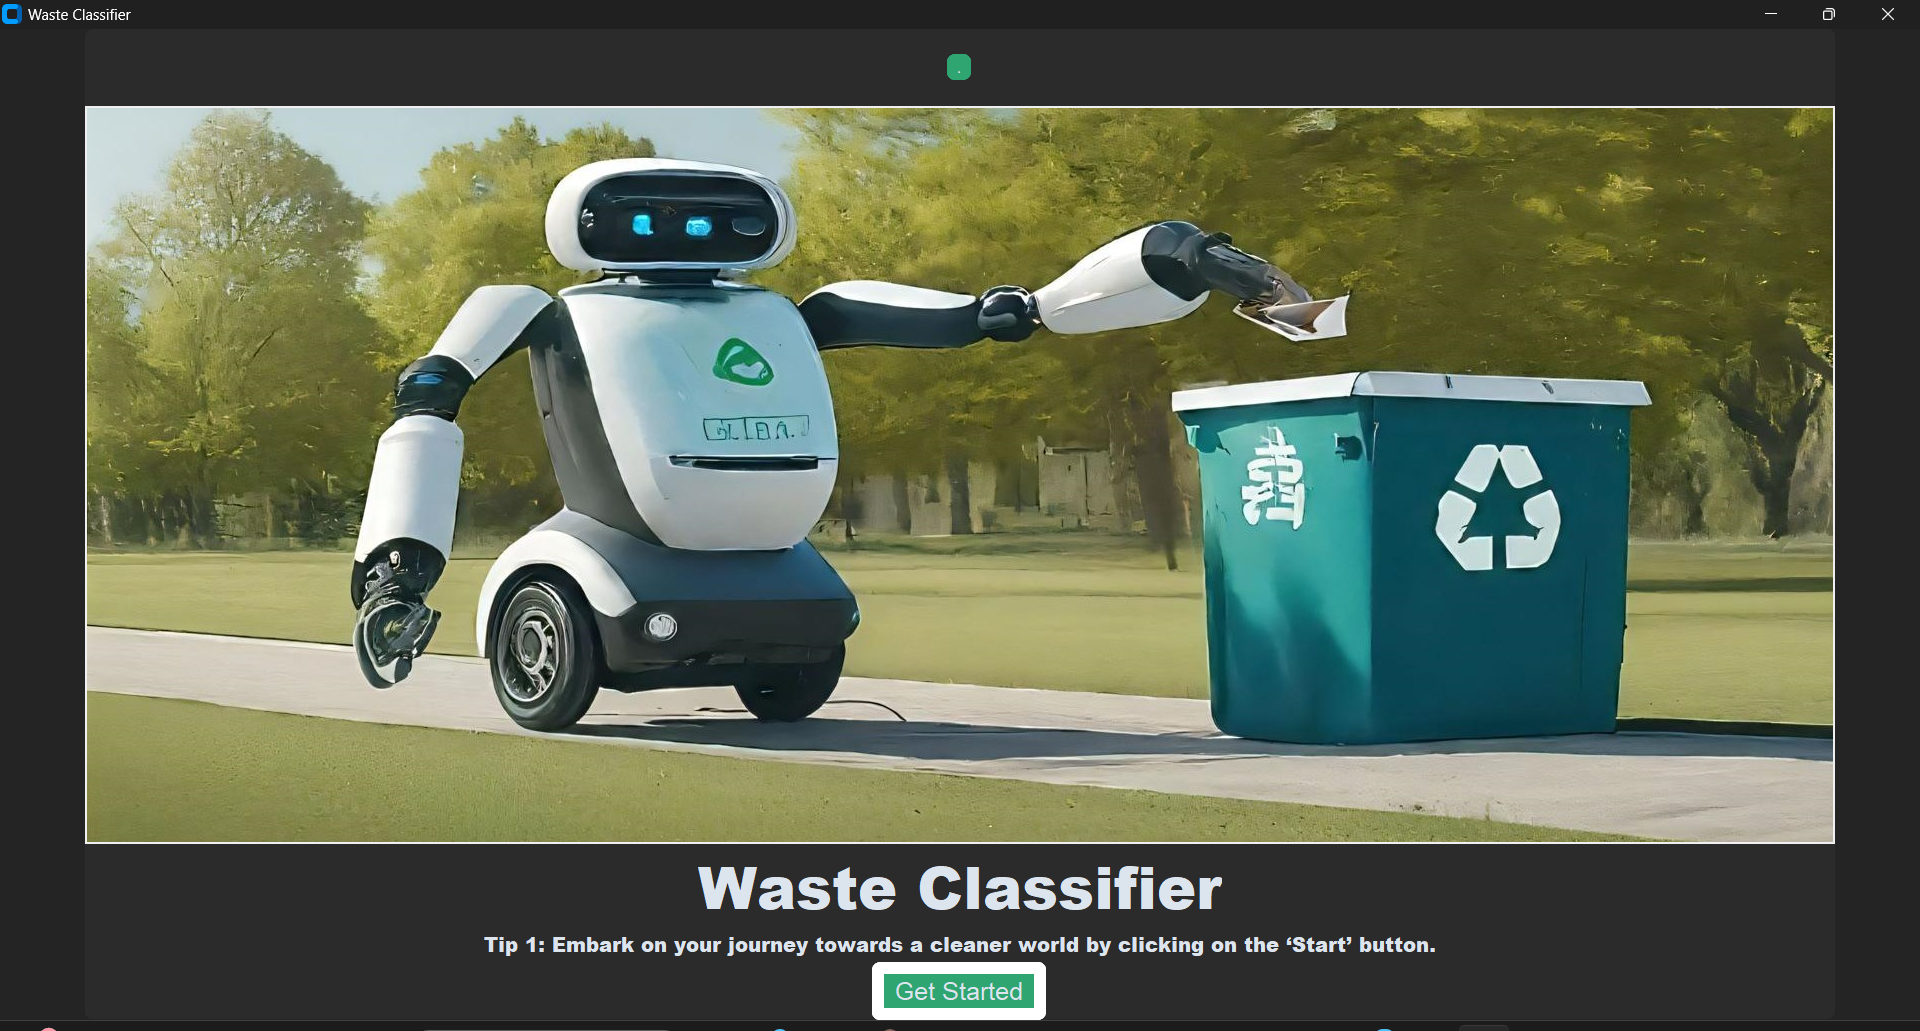 Waste Classifier
.
Waste Classifier
Tip 1: Embark on your journey towards a cleaner world by clicking on the ‘Start’ button.
Get Started